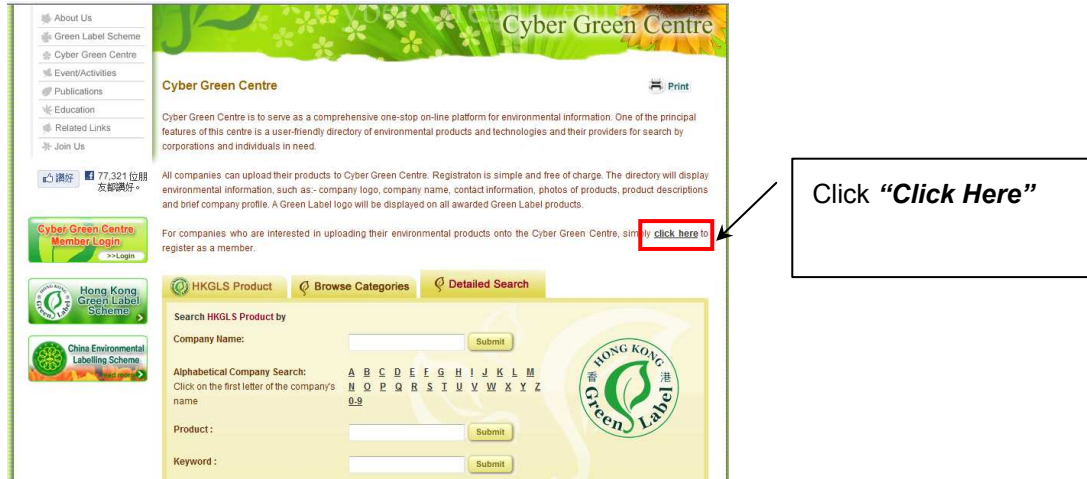 About Us
Green Label Scheme
Cyber Green Centre
Event/Activities
Publications
Education
Related Links
Join Us
讚好 77,321 位朋
友都讚好。
Cyber Green Centre
Member Login
>>Login
Hong Kong
Green Label
Scheme
China Environmental
Labelling Scheme
Read more
Cyber Green Centre
Cyber Green Centre
Print
Cyber Green Centre is to serve as a comprehensive one-stop on-line platform for environmental information. One of the principal
features of this centre is a user-friendly directory of environmental products and technologies and their providers for search by
corporations and individuals in need.
All companies can upload their products to Cyber Green Centre. Registraton is simple and free of charge. The directory will display
environmental information, such as:- company logo, company name, contact information, photos of products, product descriptions
and brief company profile. A Green Label logo will be displayed on all awarded Green Label products.
For companies who are interested in uploading their environmental products onto the Cyber Green Centre, simply click here to
register as a member.
HKGLS Product
Browse Categories
Detailed Search
Search HKGLS Product by
Company Name:
Submit
Alphabetical Company Search:
Click on the first letter of the company's
name
A B C D E F G H I J K L M
N O P Q R S T U V W X Y Z
0-9
Product :
Submit
Keyword :
Submit
HONG KONG
香 港
Green Label
Click “Click Here”